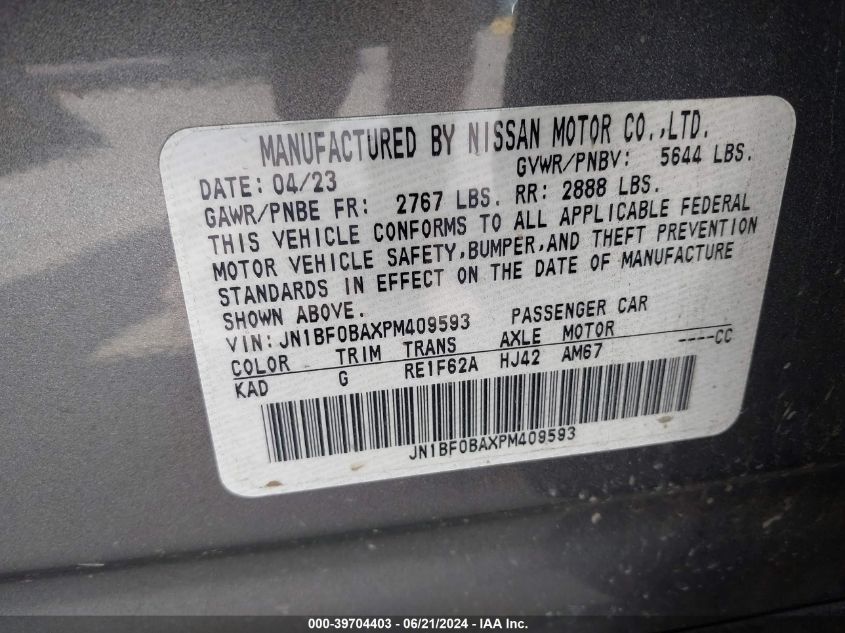 MANUFACTURED BY NISSAN MOTOR CO.,LTD.
DATE: 04/23 GVWR/PNBV: 5644 LBS.
GAWR/PNBE FR: 2767 LBS. RR: 2888 LBS.
THIS VEHICLE CONFORMS TO ALL APPLICABLE FEDERAL
MOTOR VEHICLE SAFETY,BUMPER,AND THEFT PREVENTION
STANDARDS IN EFFECT ON THE DATE OF MANUFACTURE
SHOWN ABOVE.
VIN: JN1BF0BAXPM409593 PASSENGER CAR
COLOR TRIM TRANS AXLE MOTOR
KAD G RE1F62A HJ42 AM67 ----CC
JN1BF0BAXPM409593
000-39704403 - 06/21/2024 - IAA Inc.